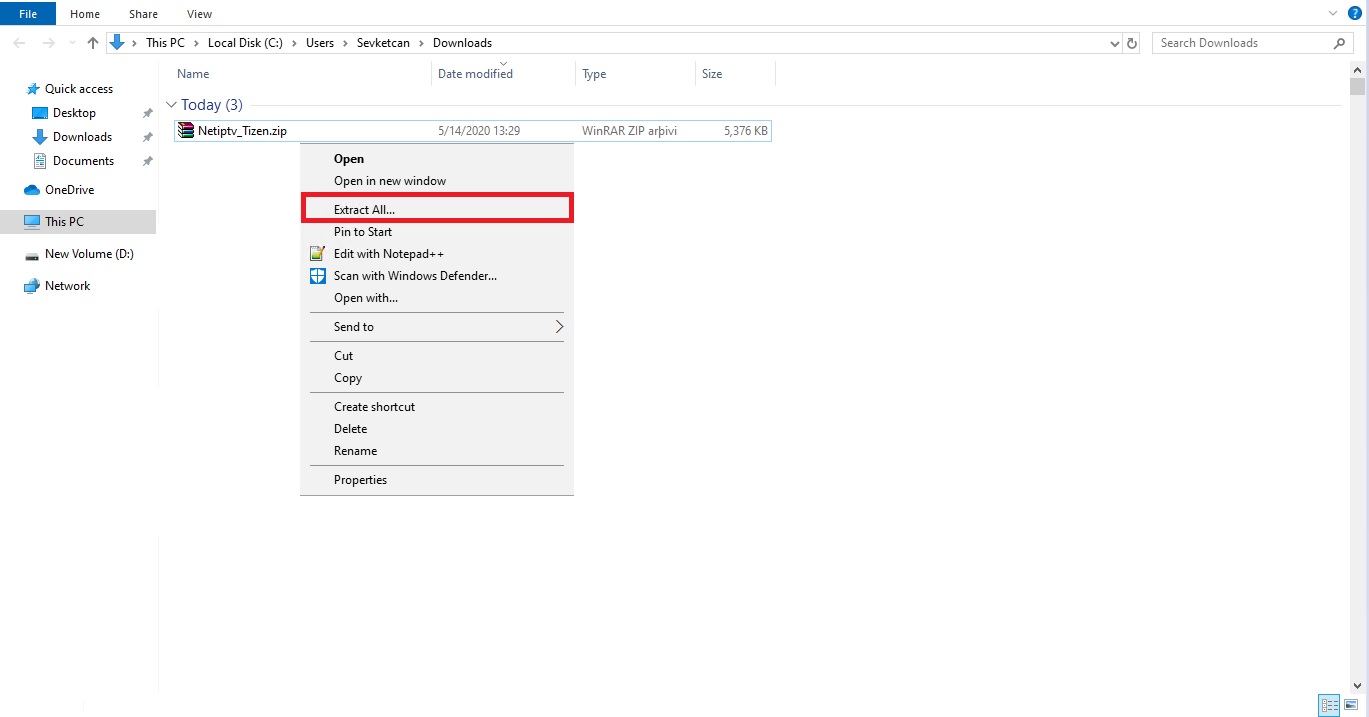 File Home Share View
This PC Local Disk (C:) Users Sevketcan Downloads Search Downloads
Name Date modified Type Size
Quick access
Desktop
Downloads
Documents
OneDrive
This PC
New Volume (D:)
Network
Today (3)
Netiptv_Tizen.zip 5/14/2020 13:29 WinRAR ZIP arþivi 5,376 KB
Open
Open in new window
Extract All...
Pin to Start
Edit with Notepad++
Scan with Windows Defender...
Open with...
Send to
Cut
Copy
Create shortcut
Delete
Rename
Properties